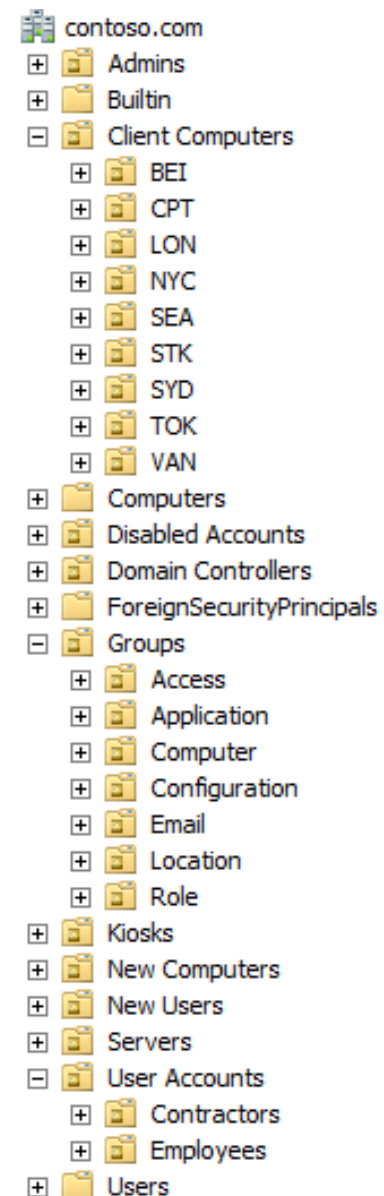 contoso.com
Admins
Builtin
Client Computers
BEI
CPT
LON
NYC
SEA
STK
SYD
TOK
VAN
Computers
Disabled Accounts
Domain Controllers
ForeignSecurityPrincipals
Groups
Access
Application
Computer
Configuration
Email
Location
Role
Kiosks
New Computers
New Users
Servers
User Accounts
Contractors
Employees
Users